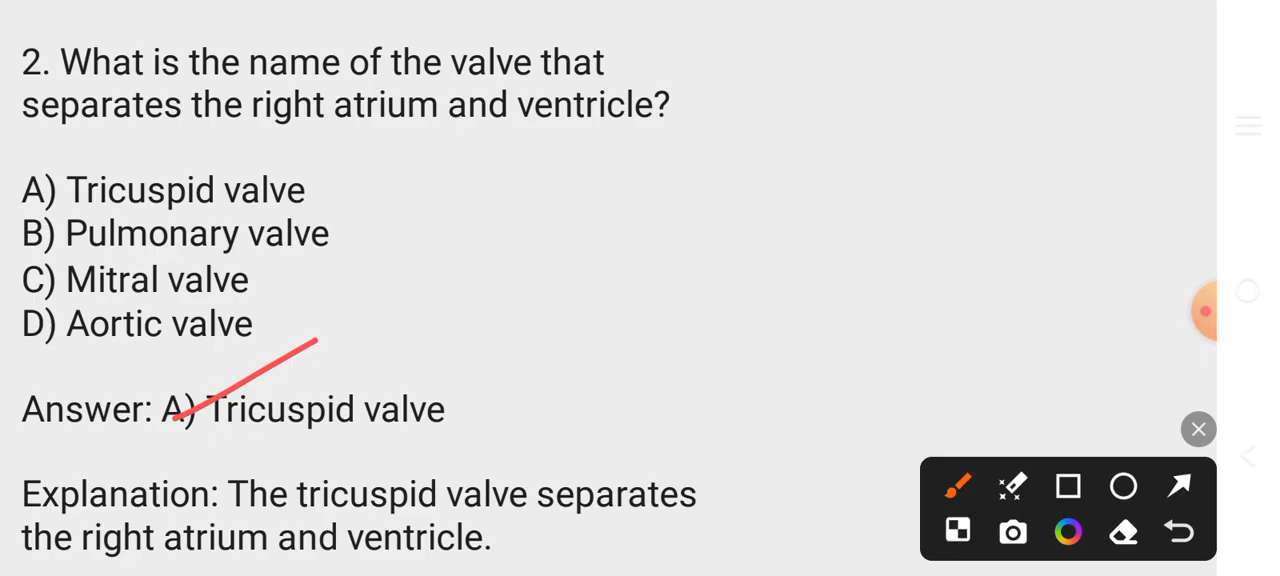 2. What is the name of the valve that
separates the right atrium and ventricle?
A) Tricuspid valve
B) Pulmonary valve
C) Mitral valve
D) Aortic valve
Answer: A) Tricuspid valve
Explanation: The tricuspid valve separates
the right atrium and ventricle.